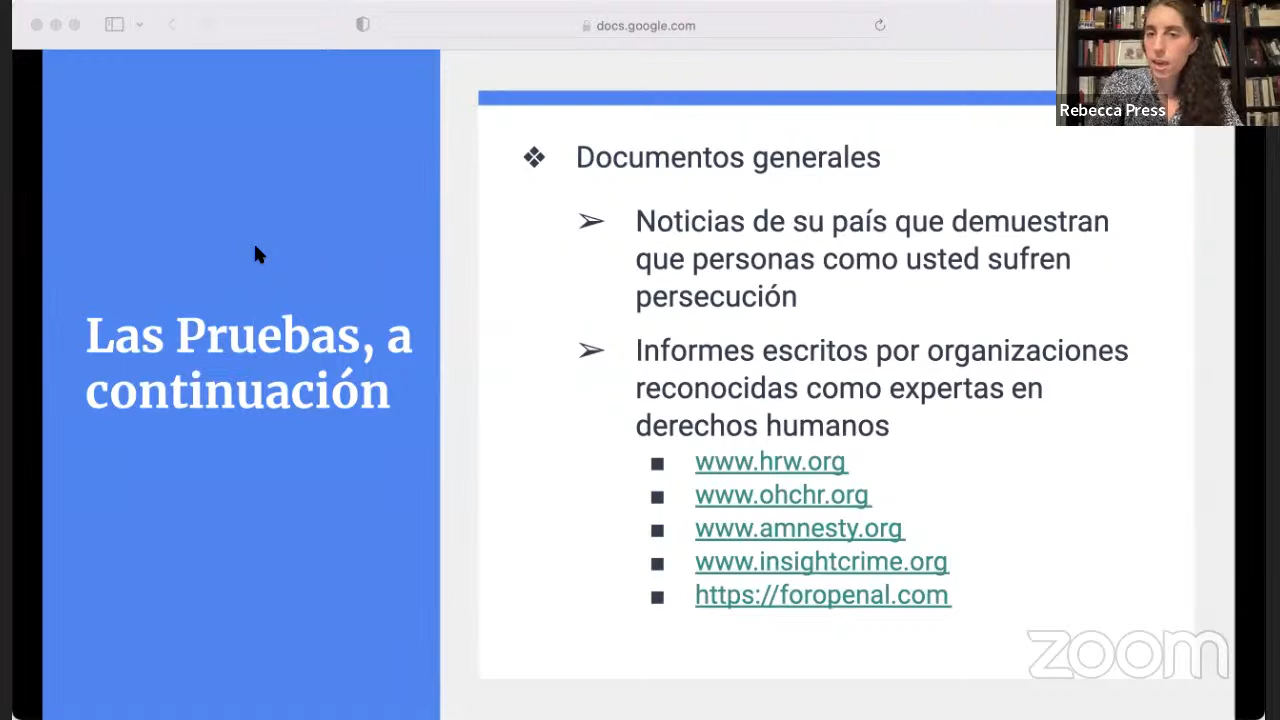 docs.google.com
Rebecca Press
Las Pruebas, a
continuación
Documentos generales
Noticias de su país que demuestran
que personas como usted sufren
persecución
Informes escritos por organizaciones
reconocidas como expertas en
derechos humanos
www.hrw.org
www.ohchr.org
www.amnesty.org
www.insightcrime.org
https://foropenal.com
zoom